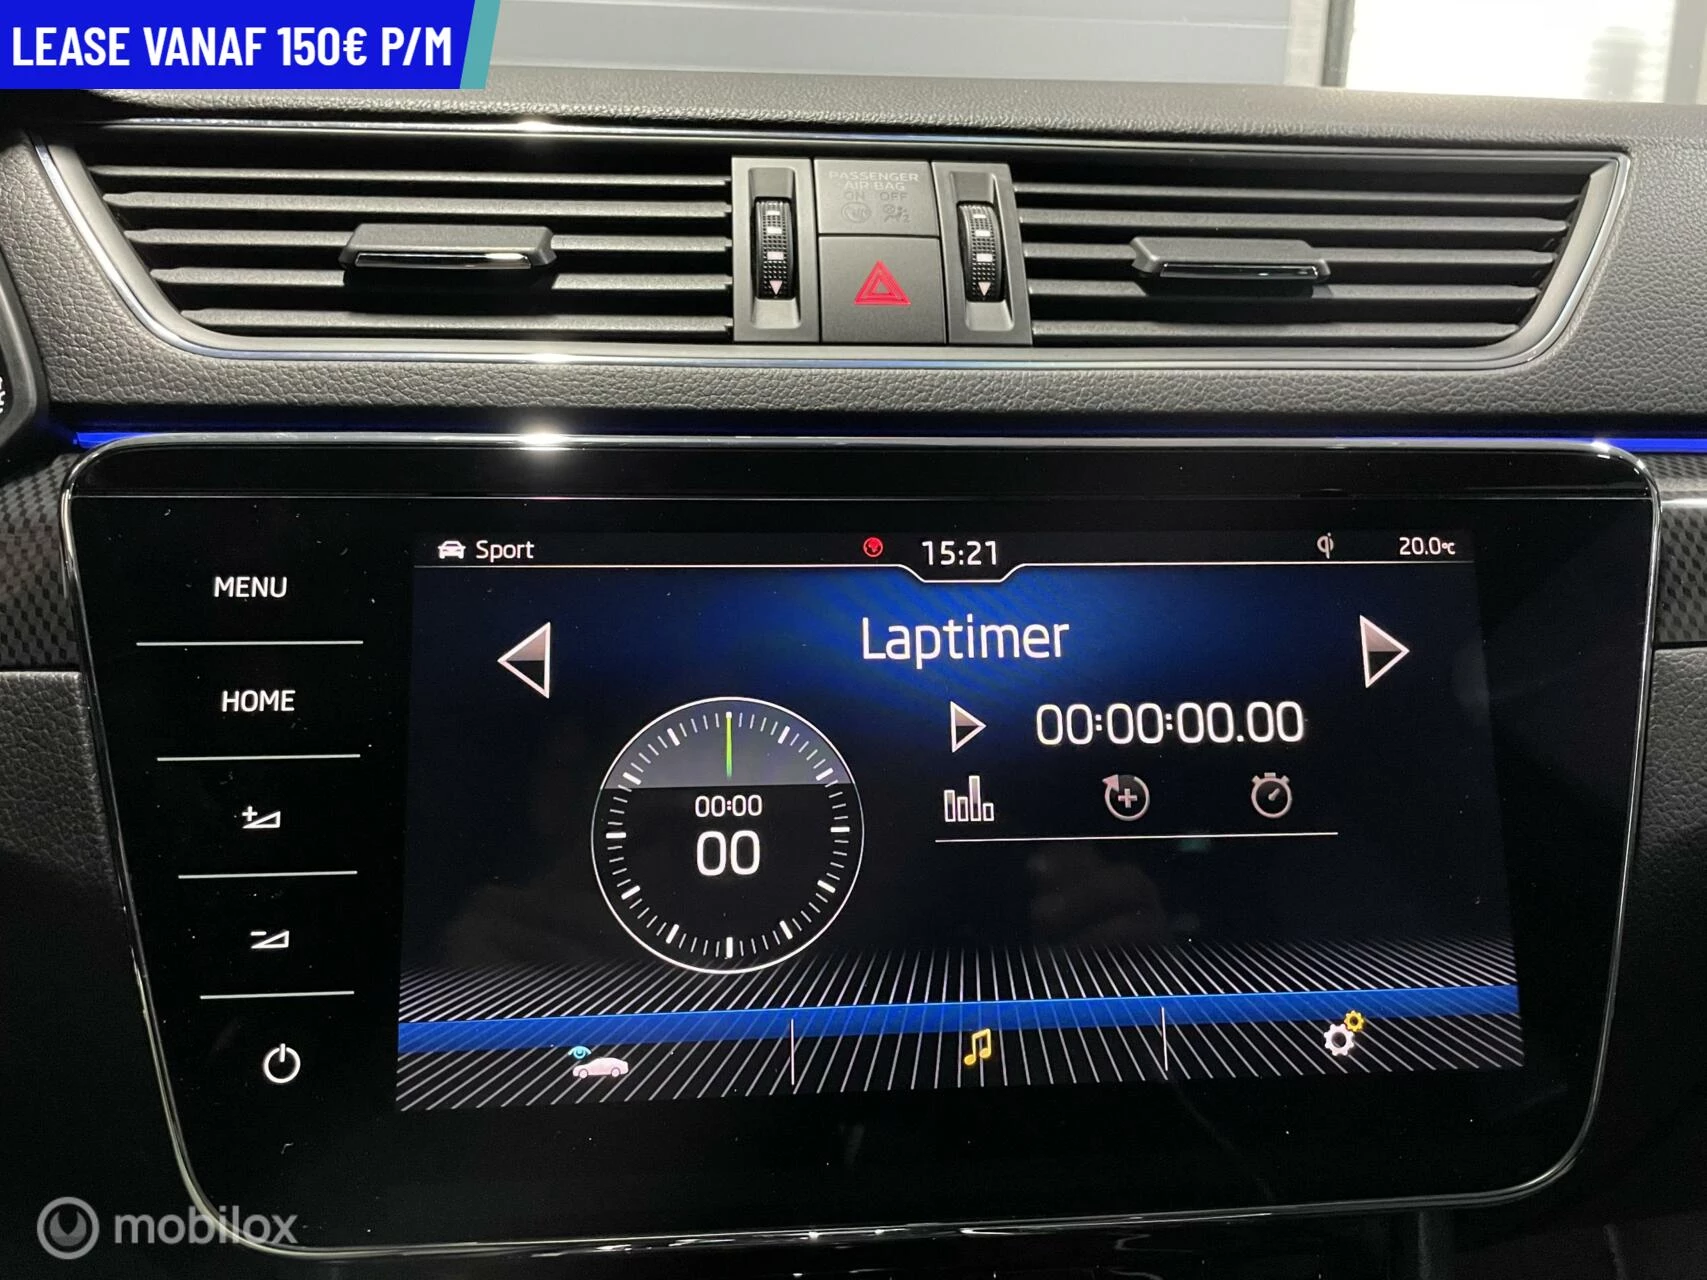 LEASE VANAF 150€ P/M
PASSENGER
AIR BAG
ON OFF
Sport
15:21
20.0°C
MENU
HOME
Laptimer
00:00:00.00
00:00
00
mobilox